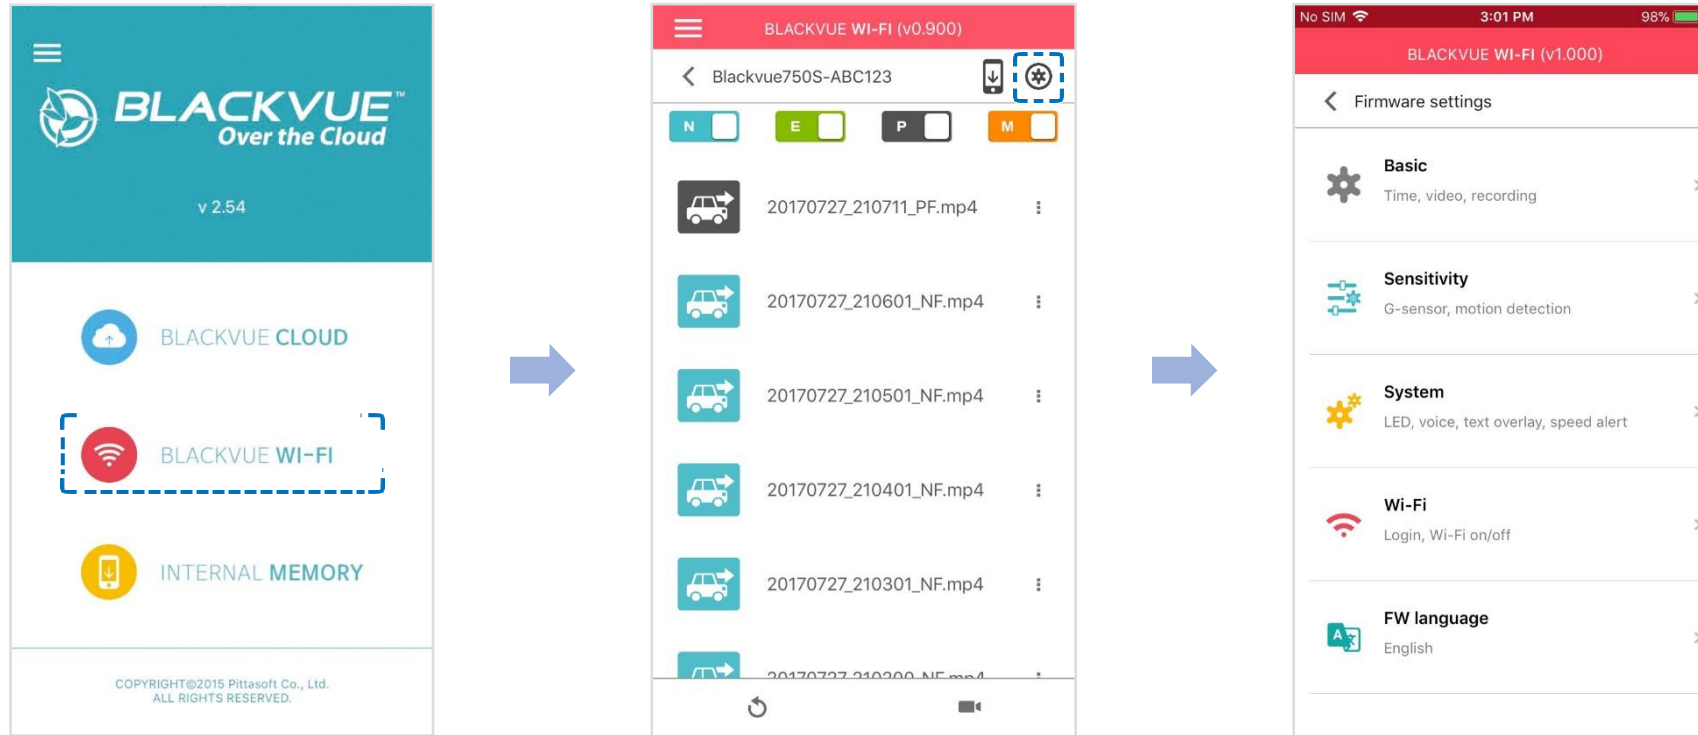 BLACKVUE™
Over the Cloud
v 2.54
BLACKVUE CLOUD
BLACKVUE WI-FI
INTERNAL MEMORY
COPYRIGHT©2015 Pittasoft Co., Ltd.
ALL RIGHTS RESERVED.
BLACKVUE WI-FI (v0.900)
Blackvue750S-ABC123
N E P M
20170727_210711_PF.mp4
20170727_210601_NF.mp4
20170727_210501_NF.mp4
20170727_210401_NF.mp4
20170727_210301_NF.mp4
No SIM 3:01 PM 98%
BLACKVUE WI-FI (v1.000)
Firmware settings
Basic
Time, video, recording
Sensitivity
G-sensor, motion detection
System
LED, voice, text overlay, speed alert
Wi-Fi
Login, Wi-Fi on/off
FW language
English